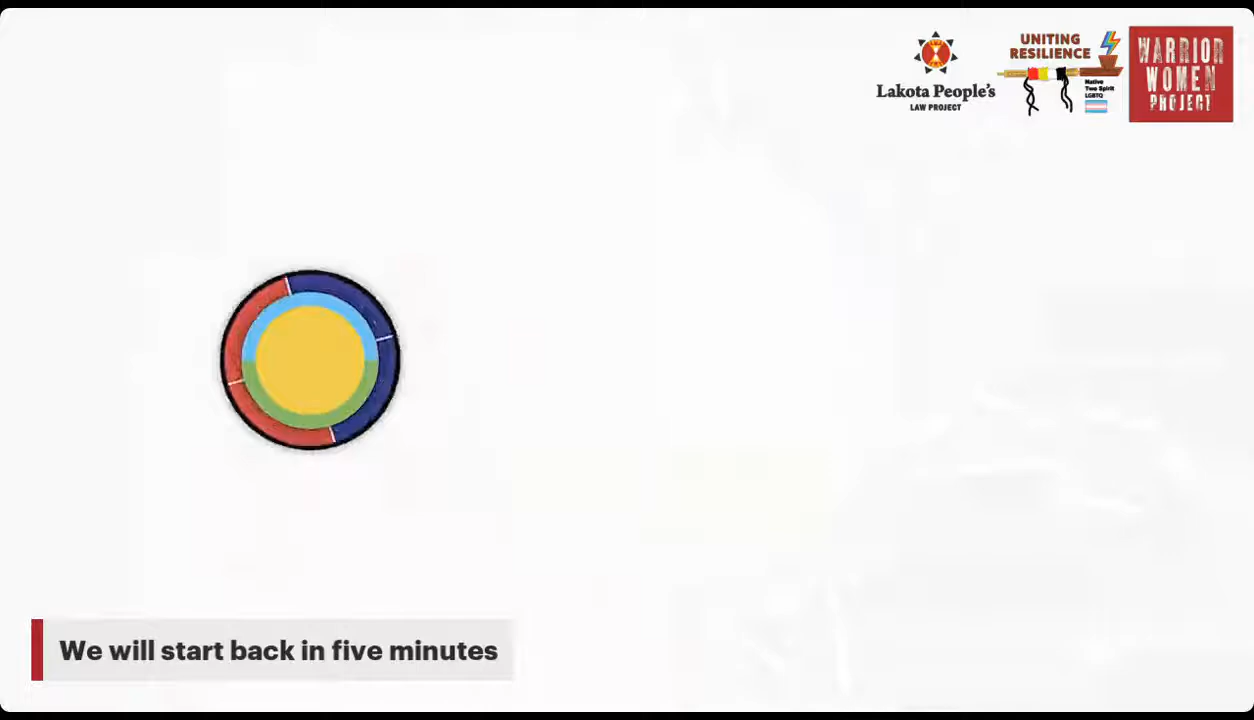 Lakota People's
LAW PROJECT
UNITING
RESILIENCE
Native
Two Spirit
LGBTQ
WARRIOR
WOMEN
PROJECT
We will start back in five minutes